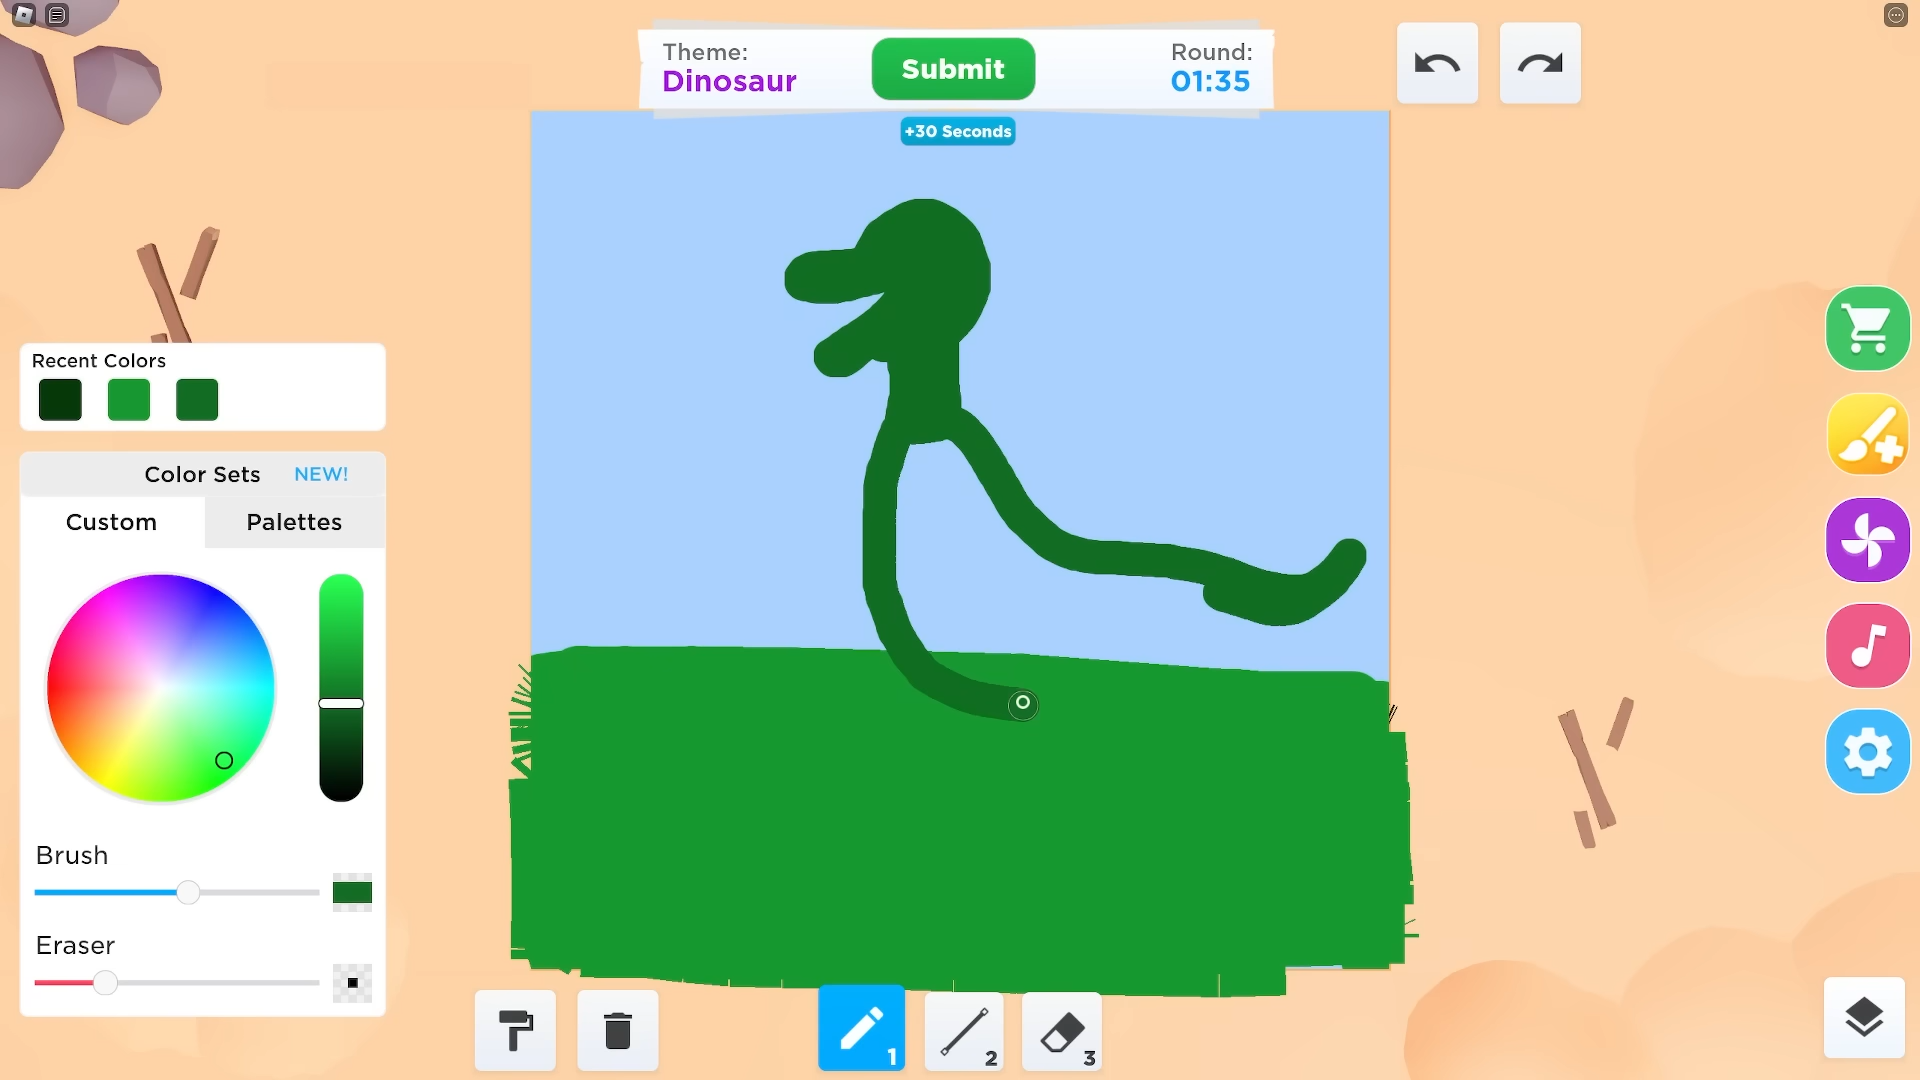 Theme:
Dinosaur
Submit
Round:
01:35
+30 Seconds
Recent Colors
Color Sets NEW!
Custom
Palettes
Brush
Eraser
1
2
3